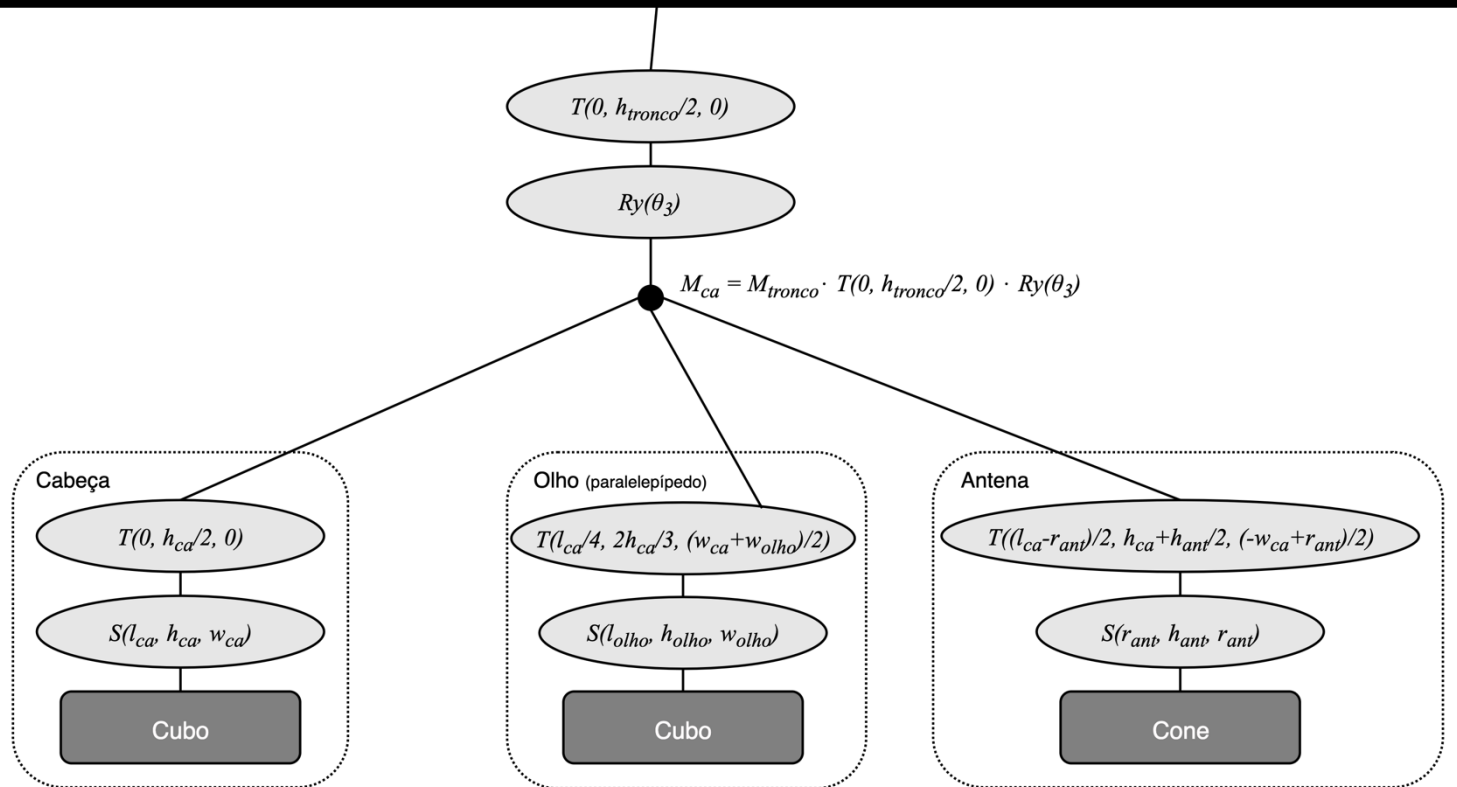 T(0, h_tronco/2, 0)
Ry(θ_3)
M_ca = M_tronco · T(0, h_tronco/2, 0) · Ry(θ_3)
Cabeça
T(0, h_ca/2, 0)
S(l_ca, h_ca, w_ca)
Cubo
Olho (paralelepípedo)
T(l_ca/4, 2h_ca/3, (w_ca+w_olho)/2)
S(l_olho, h_olho, w_olho)
Cubo
Antena
T((l_ca-r_ant)/2, h_ca+h_ant/2, (-w_ca+r_ant)/2)
S(r_ant, h_ant, r_ant)
Cone